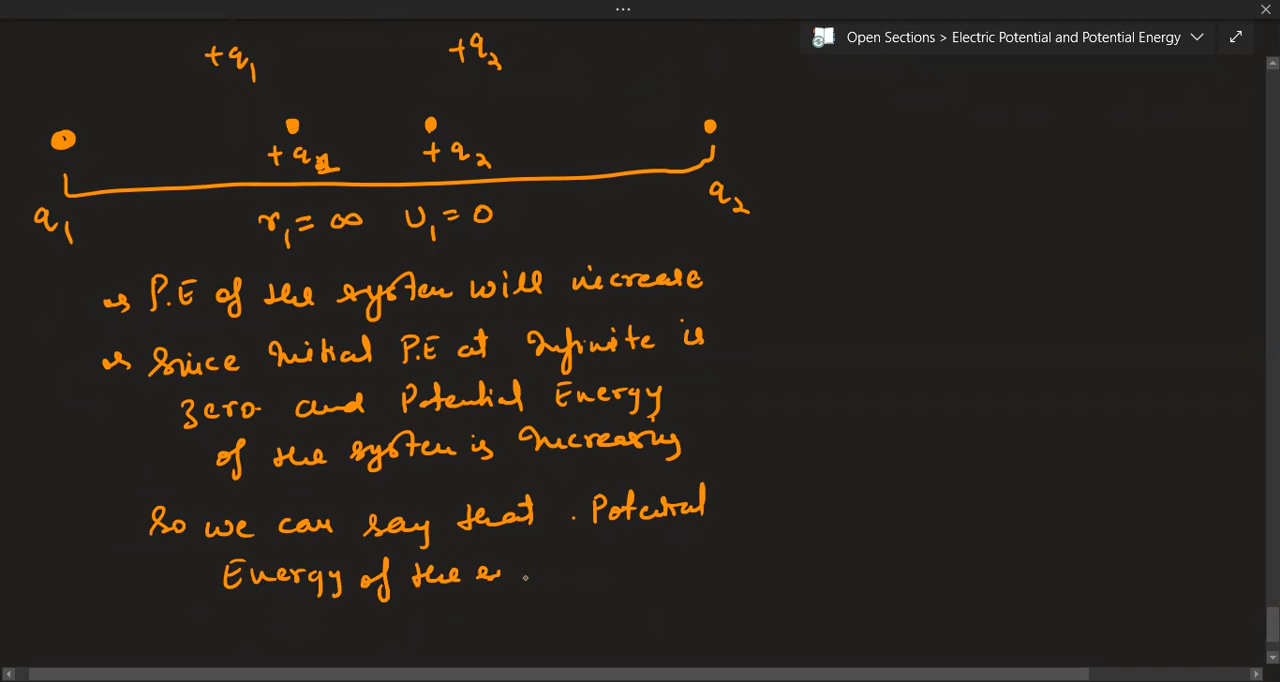 ...
Open Sections > Electric Potential and Potential Energy
+q1 +q2
+q1 +q2
q1 r1 = ∞ U1 = 0 q2
P.E of the system will increase
Since initial P.E at Infinite is
zero and Potential Energy
of the system is Increasing
So we can say that . Potential
Energy of the